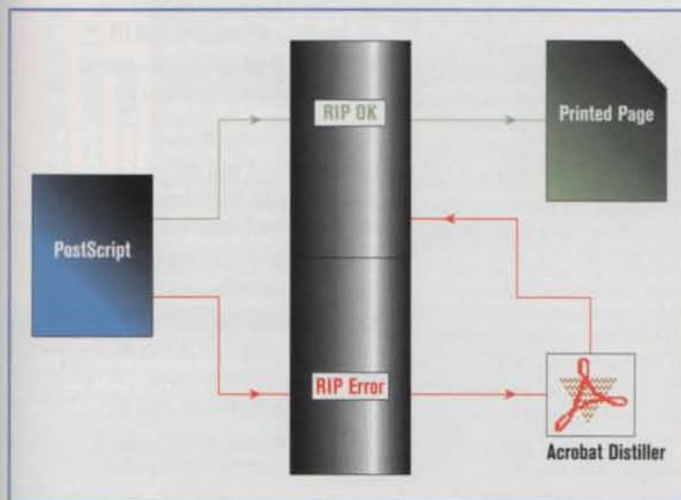 RIP OK
Printed Page
PostScript
RIP Error
Acrobat Distiller